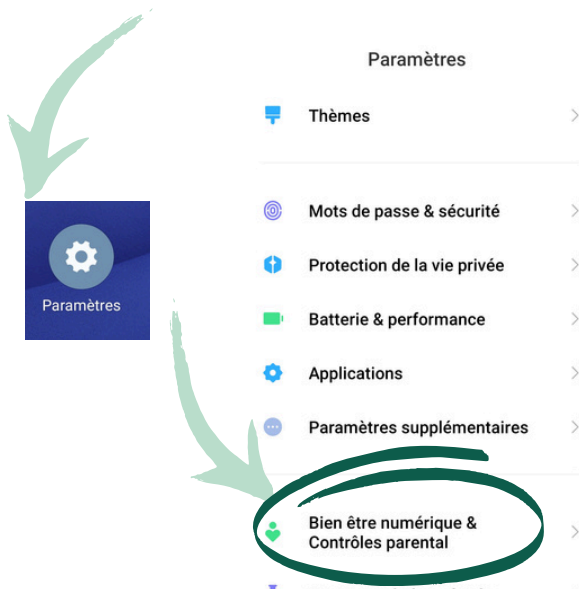 Paramètres
Thèmes
Mots de passe & sécurité
Protection de la vie privée
Paramètres
Batterie & performance
Applications
Paramètres supplémentaires
Bien être numérique &
Contrôles parental